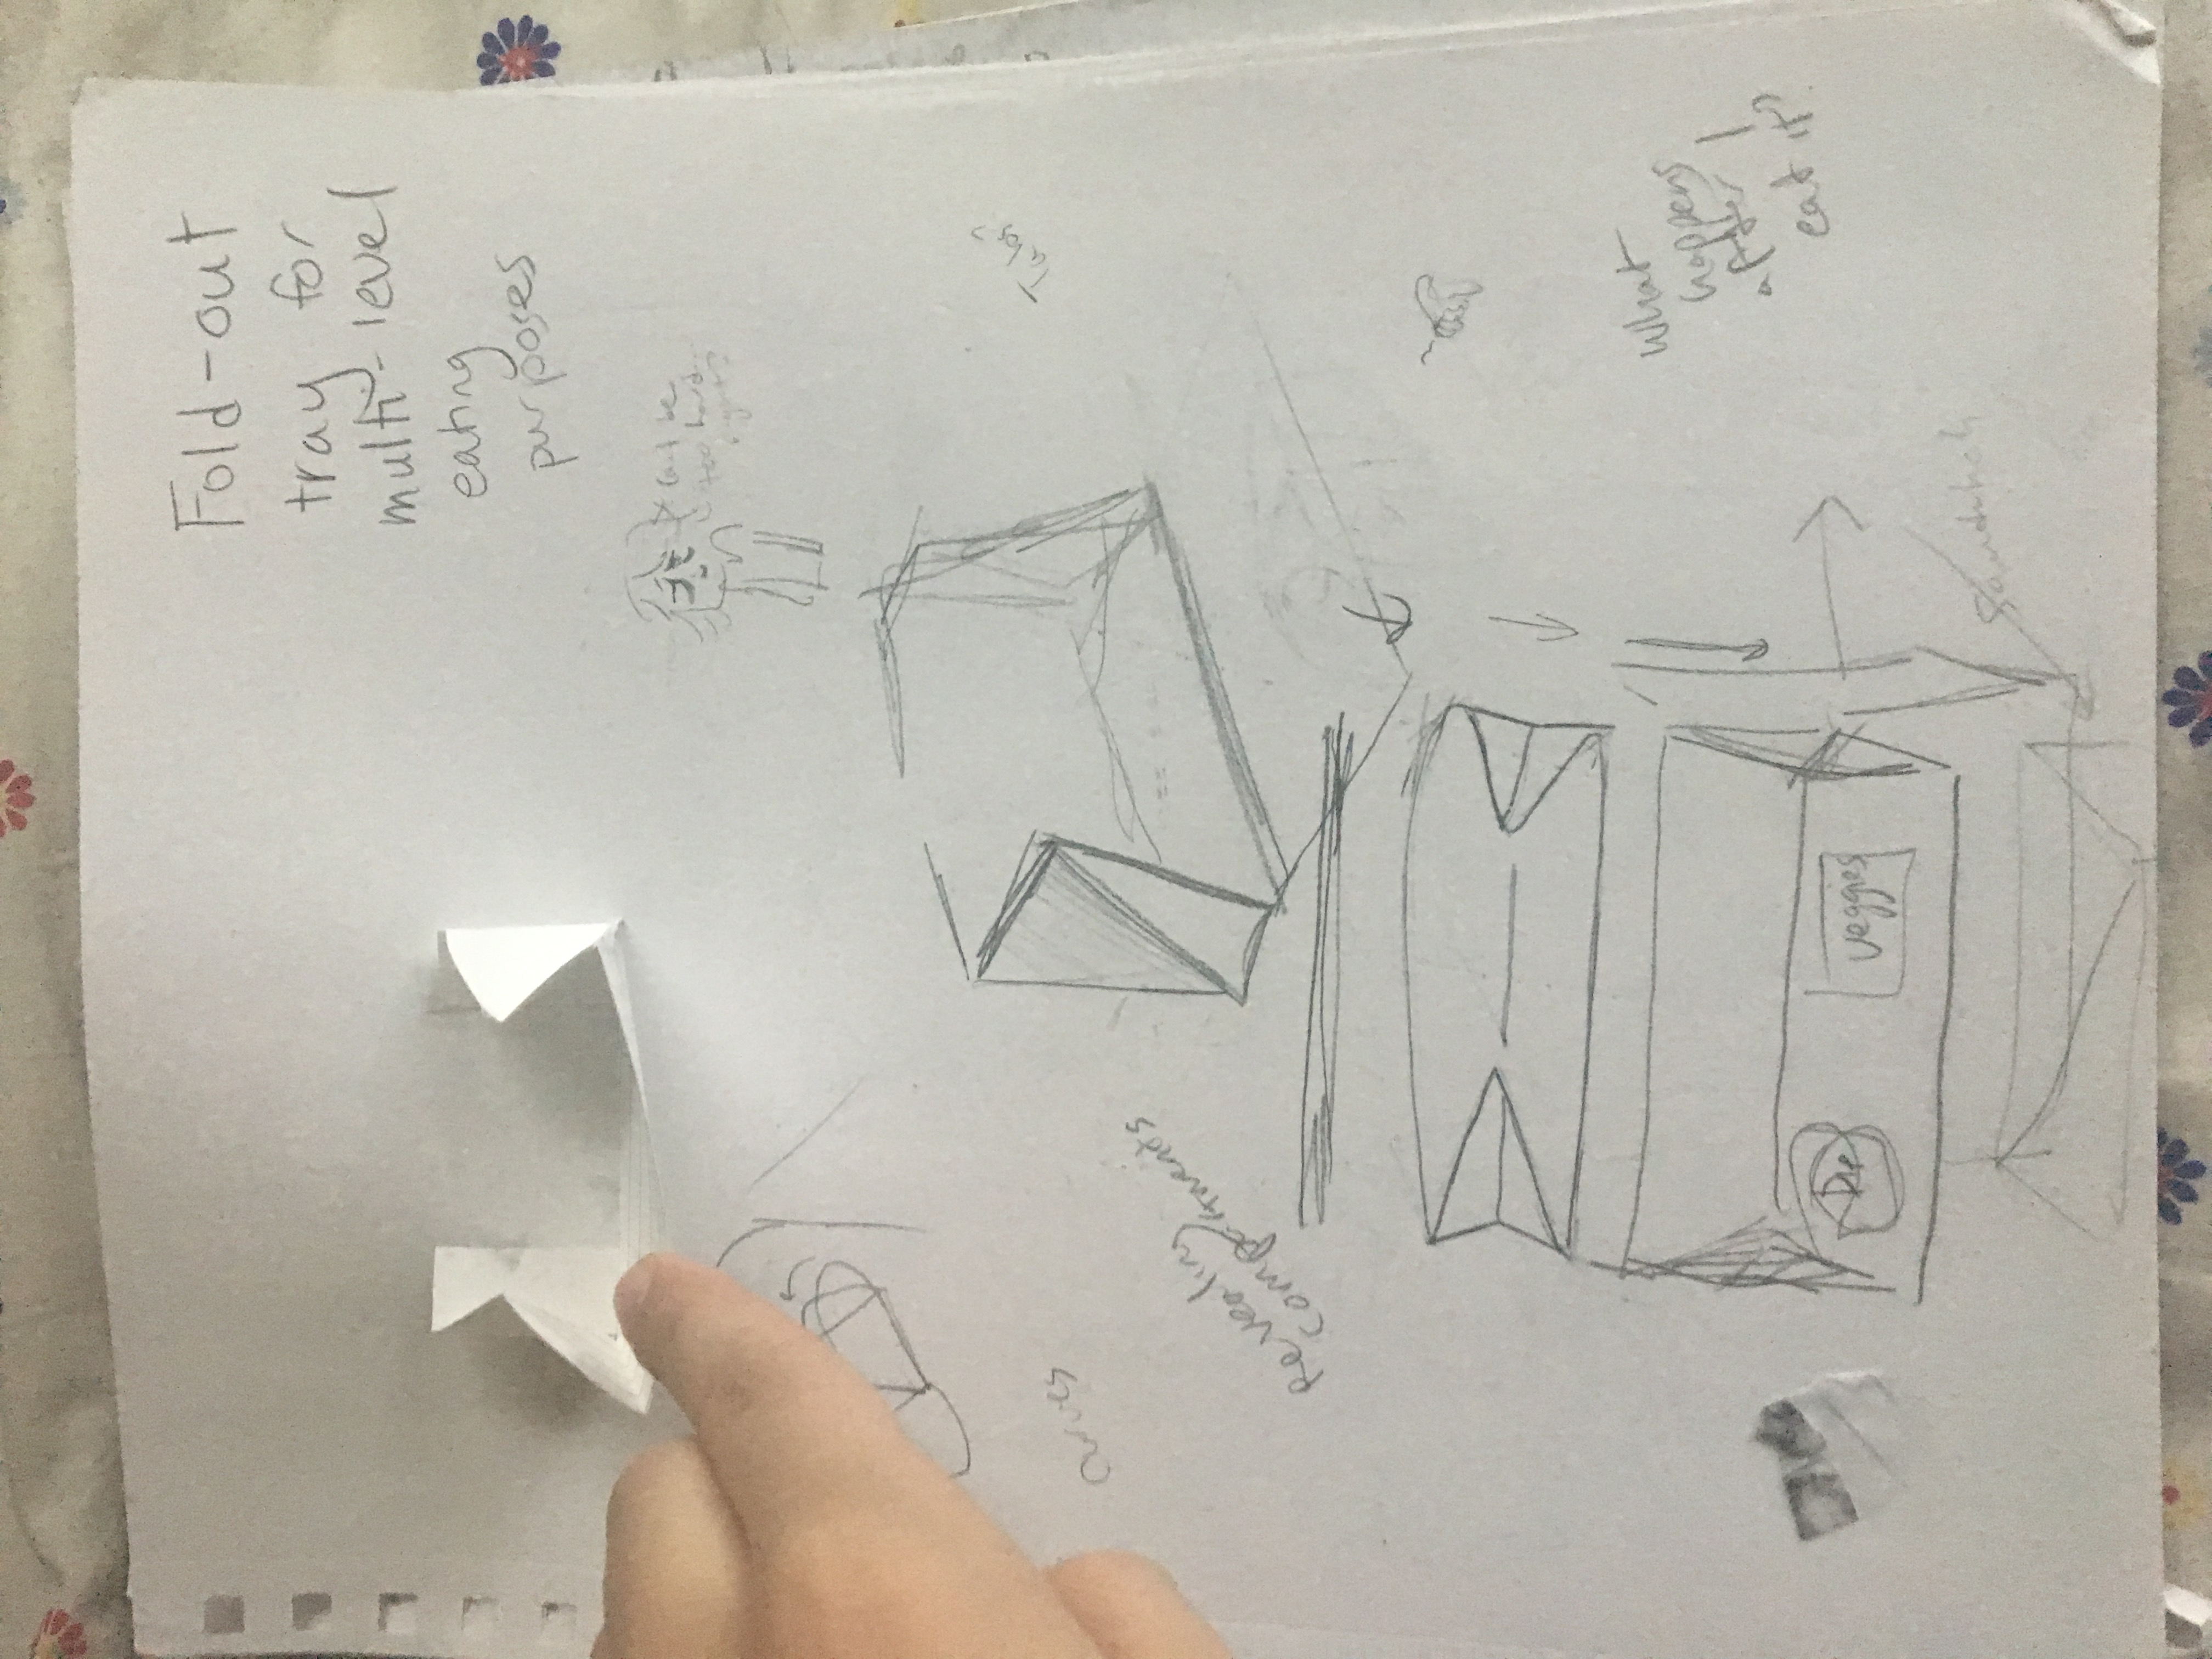 Fold-out
tray for
multi-level
eating
purposes
Can't be
too hard
right?
Tabs?
curves
Revealing
compartments
What
happens
after I
eat it?
Pie
veggies
Sandwich